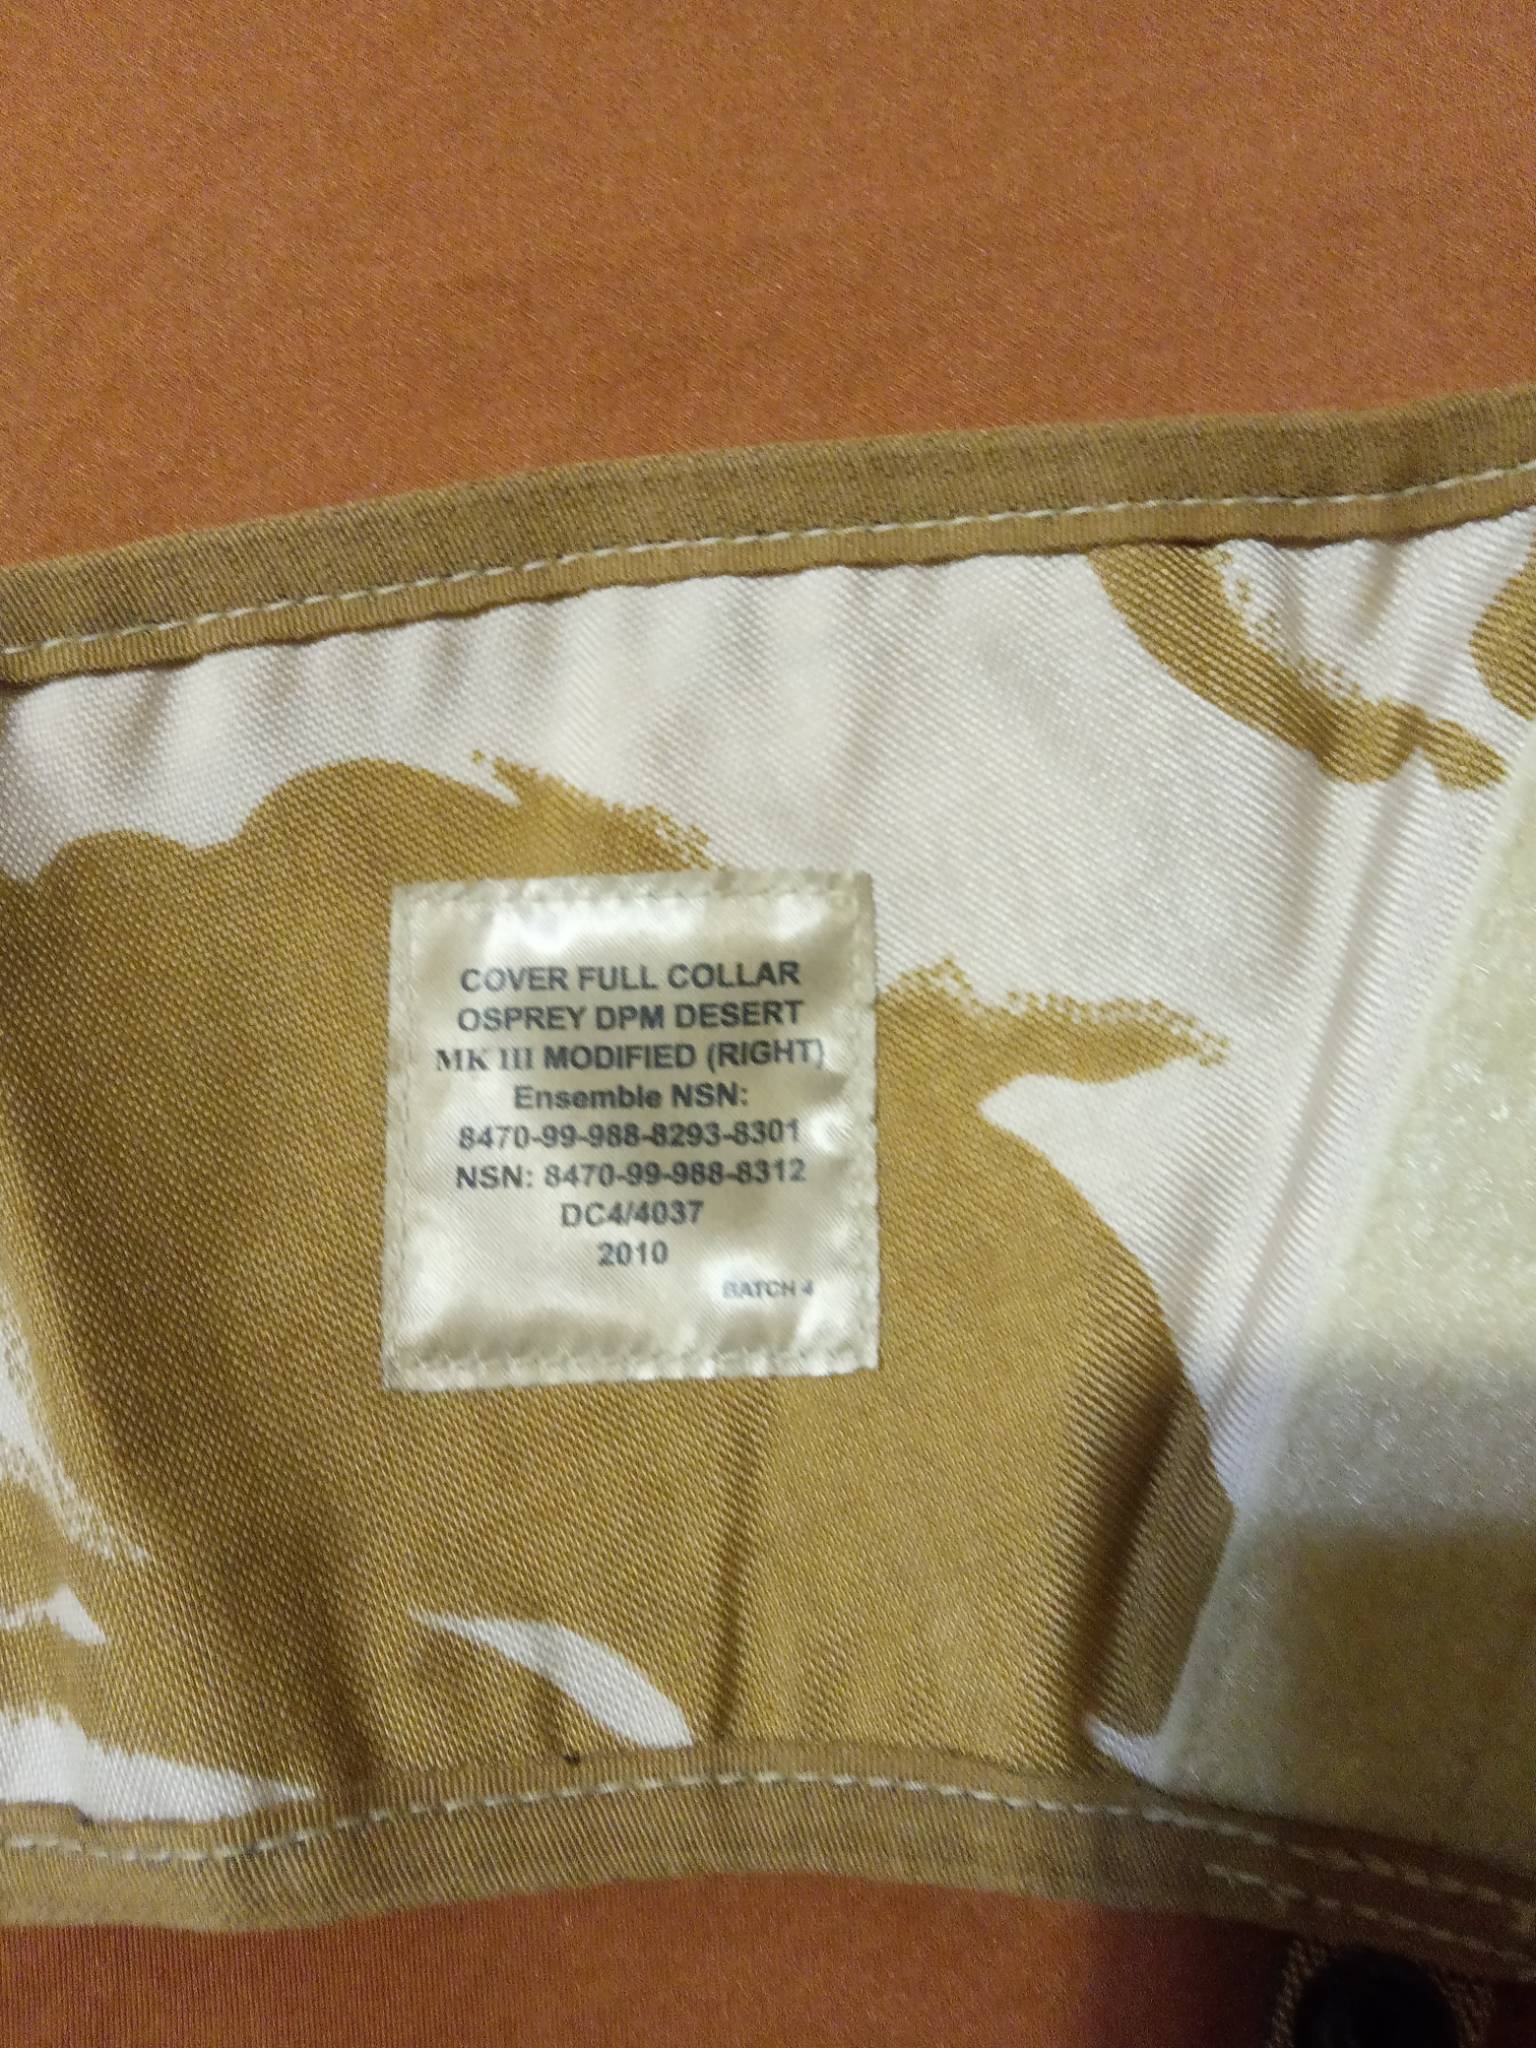 COVER FULL COLLAR
OSPREY DPM DESERT
MK III MODIFIED (RIGHT)
Ensemble NSN:
8470-99-988-8293-8301
NSN: 8470-99-988-8312
DC4/4037
2010
BATCH 4